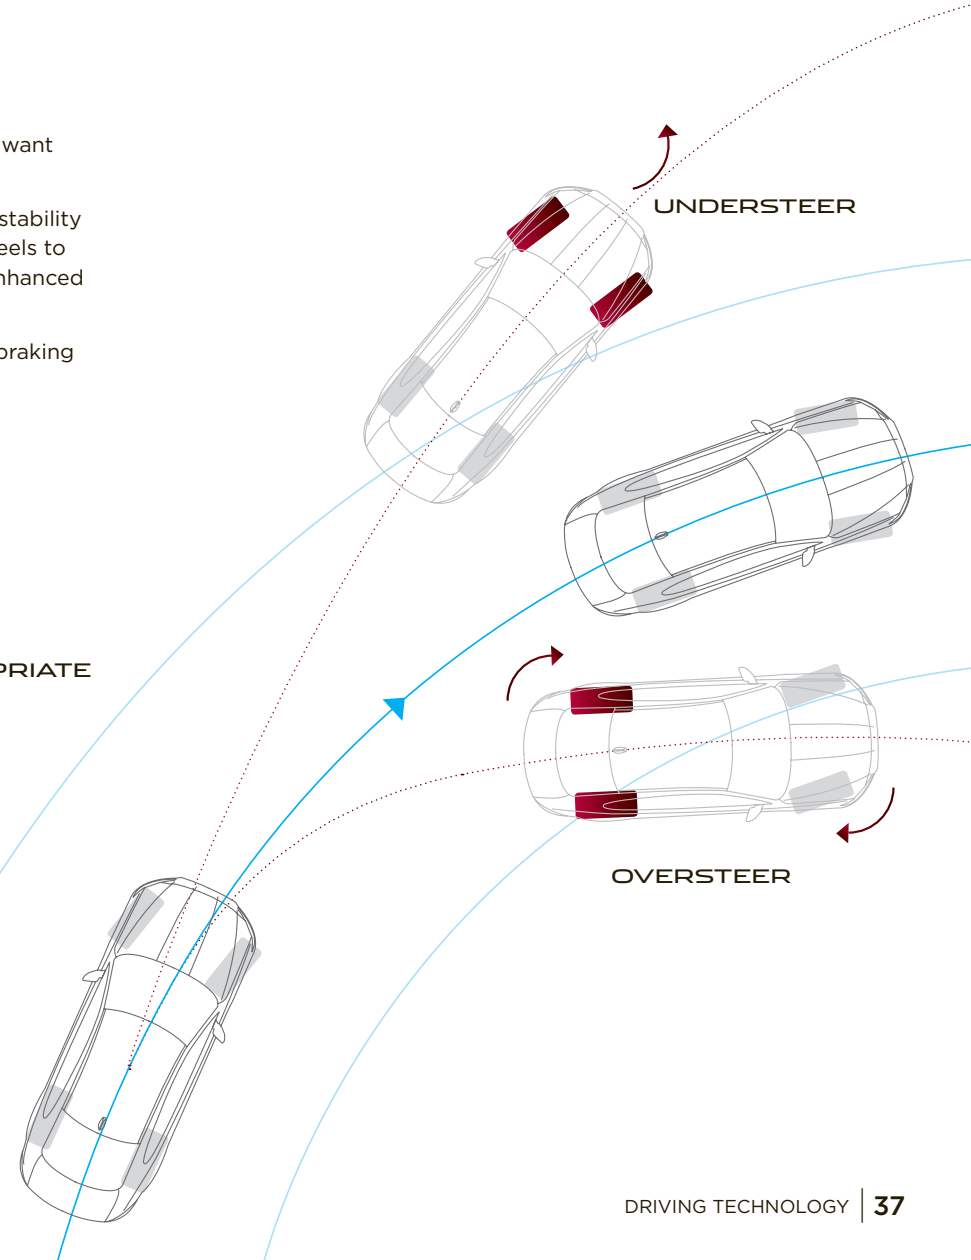 want
stability
eels to
nhanced
braking
UNDERSTEER
PRIATE
OVERSTEER
DRIVING TECHNOLOGY | 37